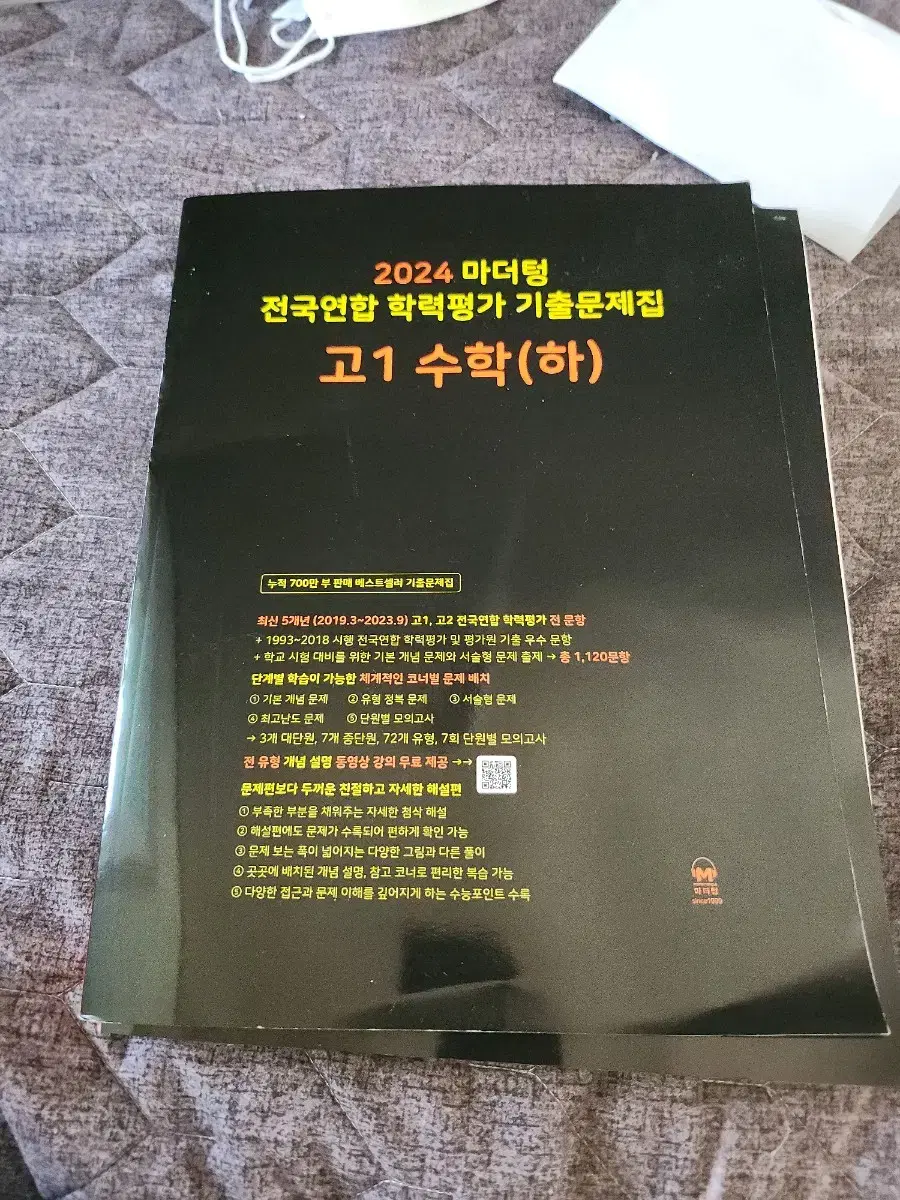 2024 마더텅
전국연합 학력평가 기출문제집
고1 수학(하)
누적 700만 부 판매 베스트셀러 기출문제집
최신 5개년 (2019.3~2023.9) 고1, 고2 전국연합 학력평가 전 문항
+ 1993~2018 시행 전국연합 학력평가 및 평가원 기출 우수 문항
+ 학교 시험 대비를 위한 기본 개념 문제와 서술형 문제 출제 → 총 1,120문항
단계별 학습이 가능한 체계적인 코너별 문제 배치
① 기본 개념 문제 ② 유형 정복 문제 ③ 서술형 문제
④ 최고난도 문제 ⑤ 단원별 모의고사
→ 3개 대단원, 7개 중단원, 72개 유형, 7회 단원별 모의고사
전 유형 개념 설명 동영상 강의 무료 제공 →→
문제편보다 두꺼운 친절하고 자세한 해설편
① 부족한 부분을 채워주는 자세한 첨삭 해설
② 해설편에도 문제가 수록되어 편하게 확인 가능
③ 문제 보는 폭이 넓어지는 다양한 그림과 다른 풀이
④ 곳곳에 배치된 개념 설명, 참고 코너로 편리한 복습 가능
⑤ 다양한 접근과 문제 이해를 깊어지게 하는 수능포인트 수록
M
마더텅
since1999